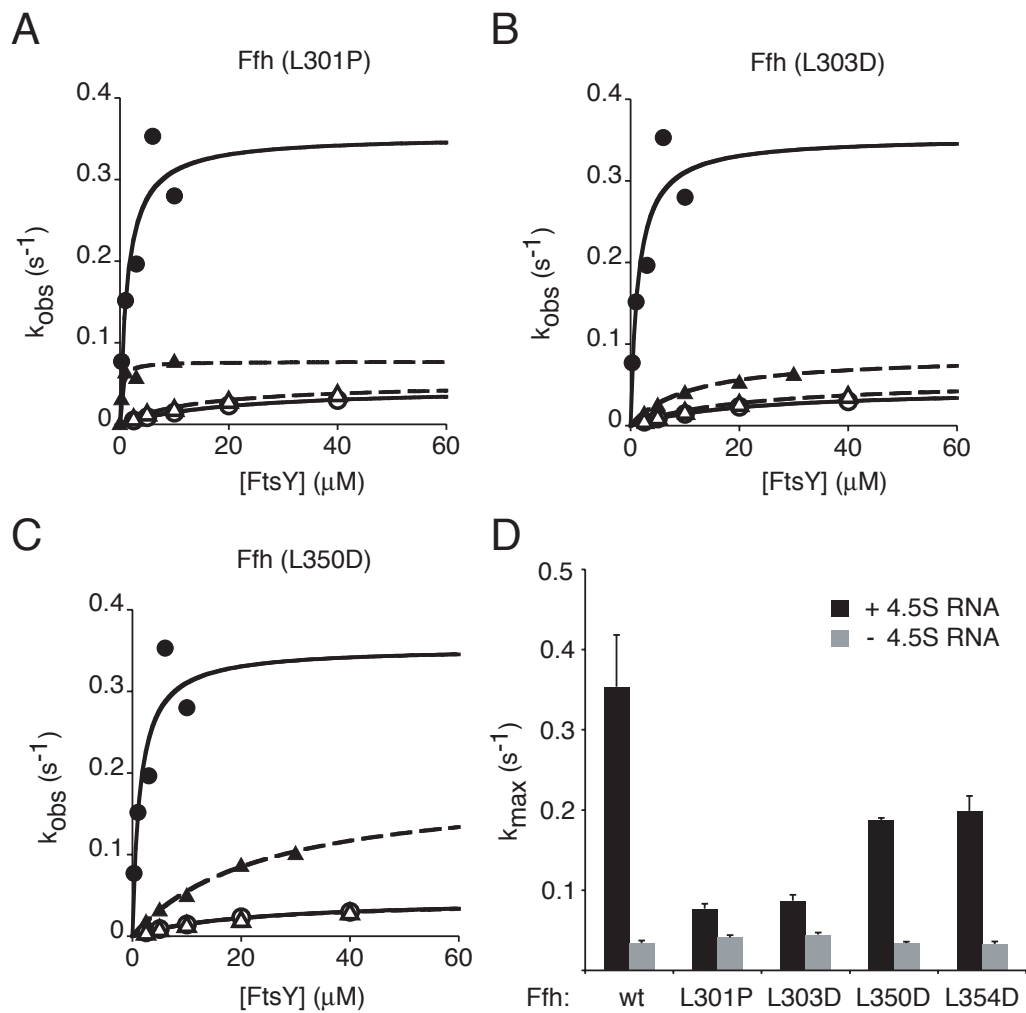 A
Ffh (L301P)
0.4
0.3
0.2
0.1
0
k_obs (s^-1)
0 20 40 60
[FtsY] (μM)
B
Ffh (L303D)
0.4
0.3
0.2
0.1
0
k_obs (s^-1)
0 20 40 60
[FtsY] (μM)
C
Ffh (L350D)
0.4
0.3
0.2
0.1
0
k_obs (s^-1)
0 20 40 60
[FtsY] (μM)
D
0.5
0.4
0.3
0.2
0.1
k_max (s^-1)
+ 4.5S RNA
- 4.5S RNA
Ffh: wt L301P L303D L350D L354D